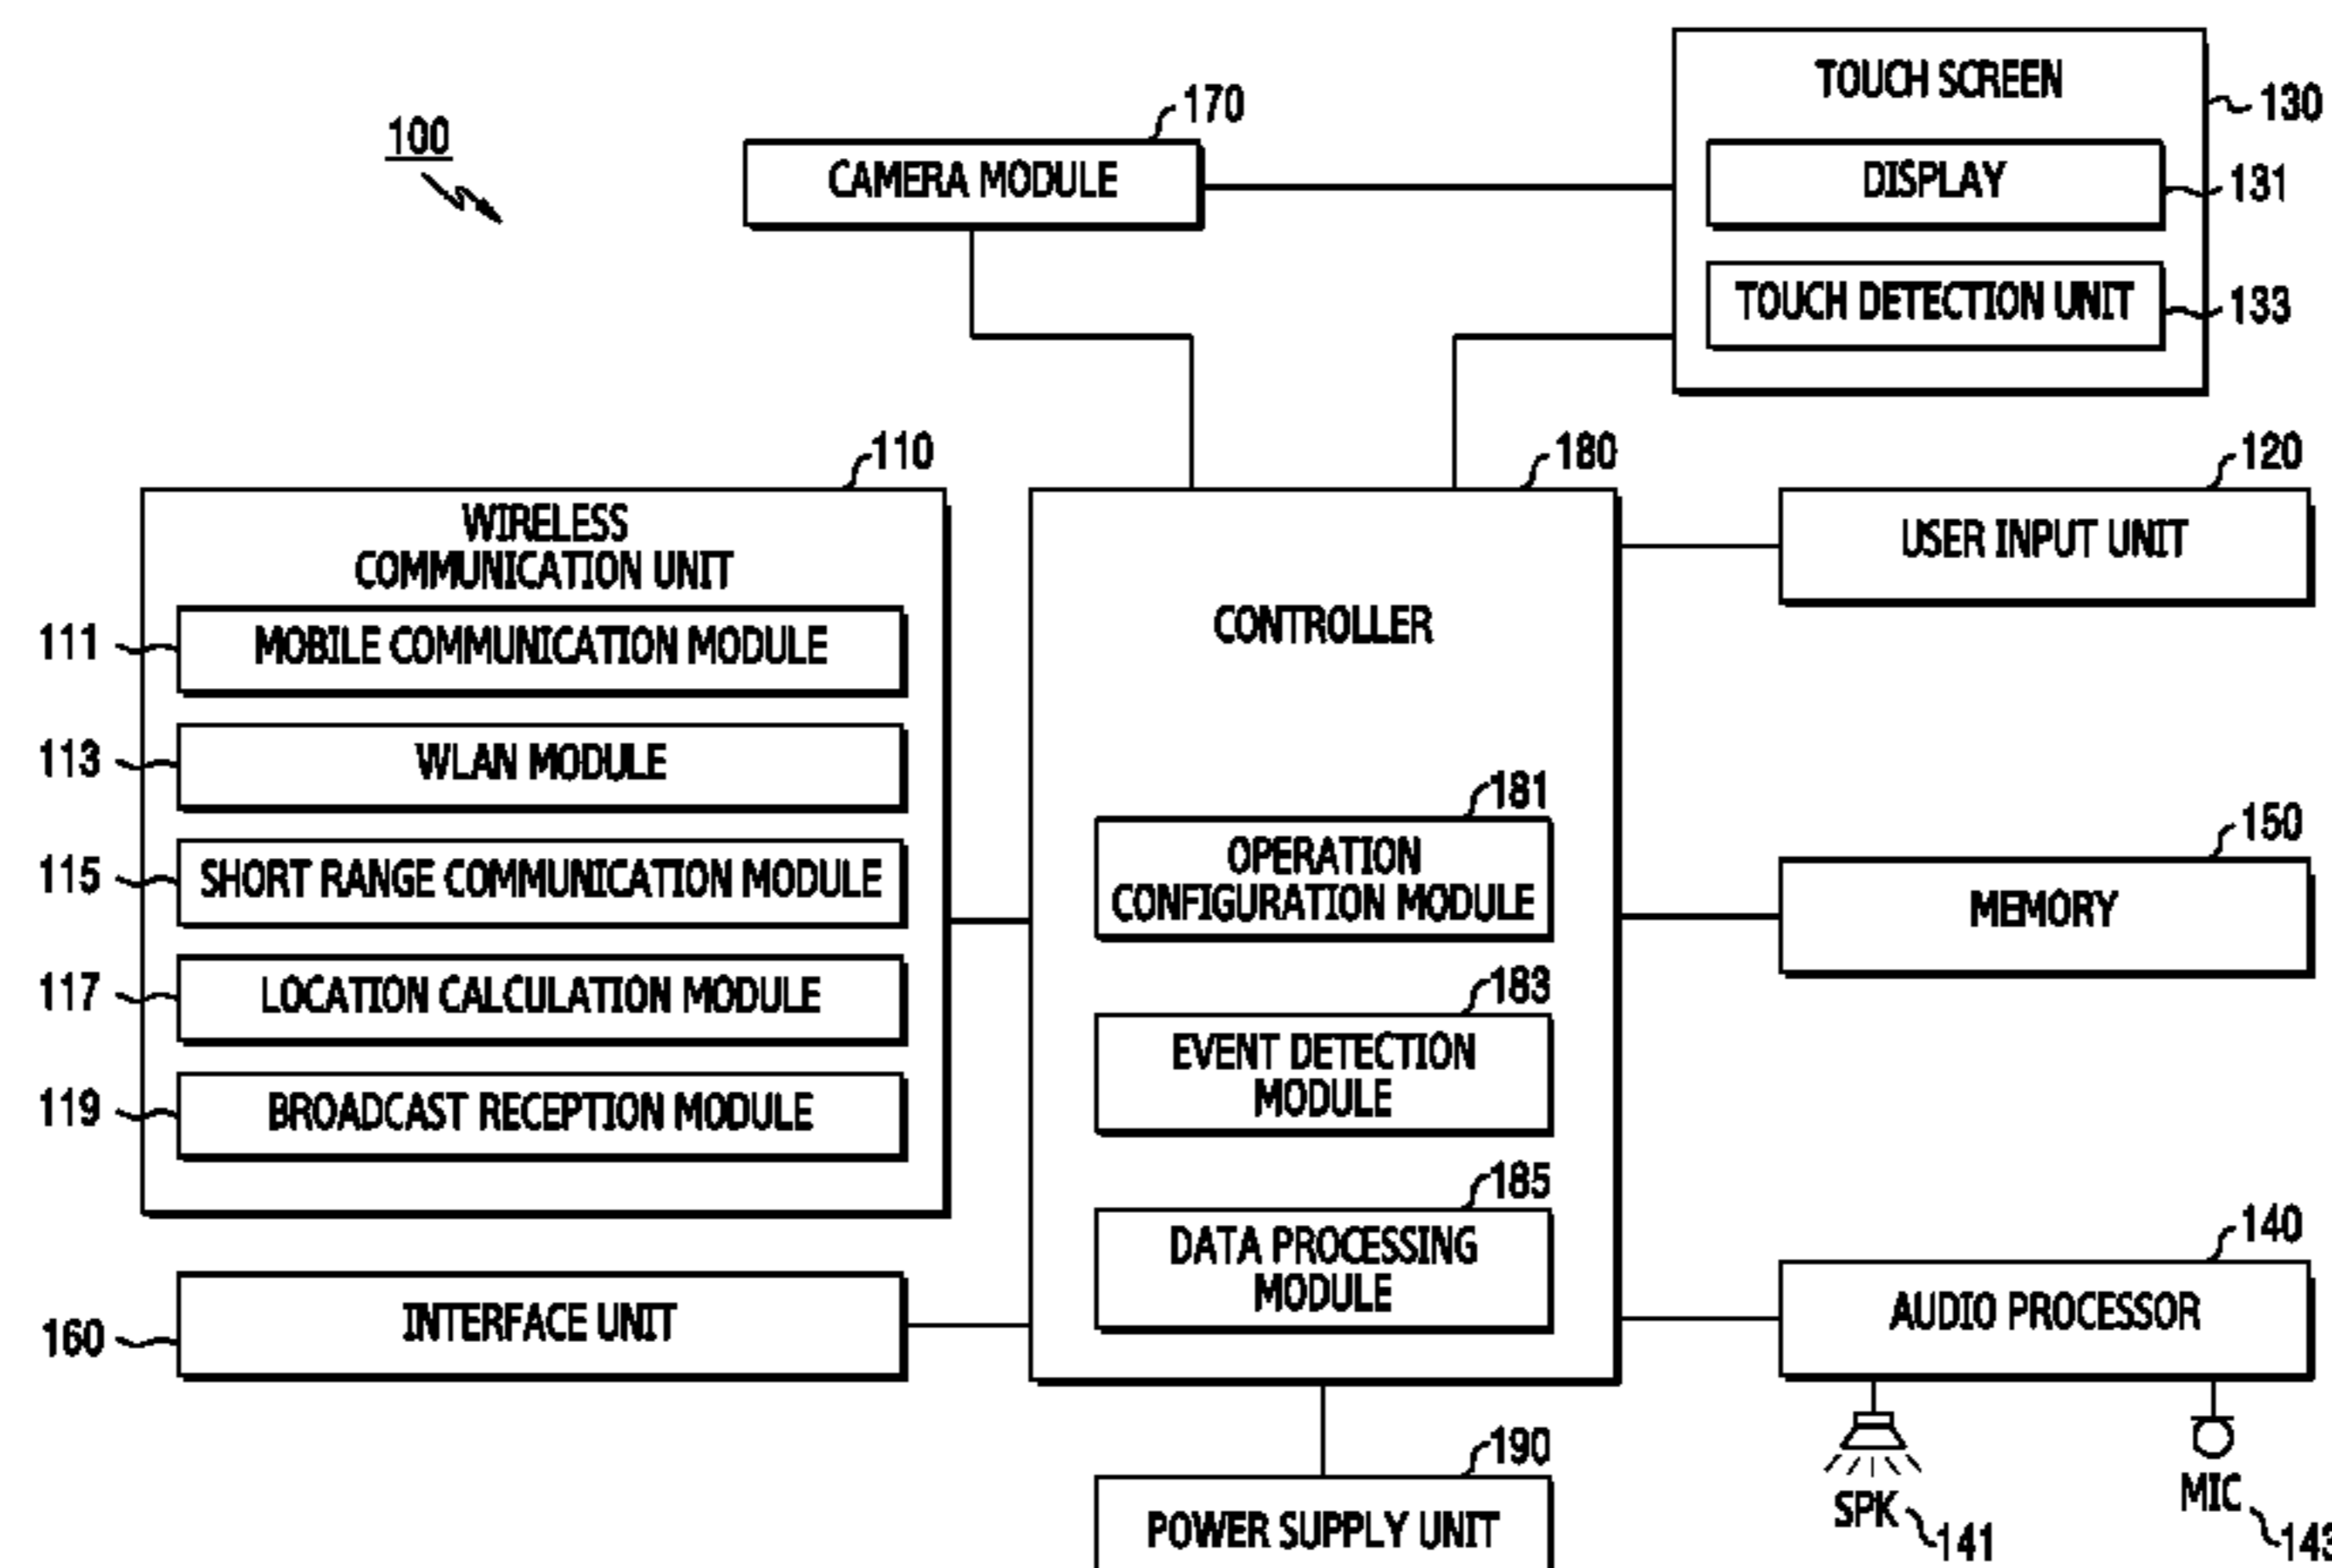 100
170
CAMERA MODULE
TOUCH SCREEN
130
DISPLAY
131
TOUCH DETECTION UNIT
133
110
WIRELESS
COMMUNICATION UNIT
111
MOBILE COMMUNICATION MODULE
113
WLAN MODULE
115
SHORT RANGE COMMUNICATION MODULE
117
LOCATION CALCULATION MODULE
119
BROADCAST RECEPTION MODULE
160
INTERFACE UNIT
180
CONTROLLER
181
OPERATION
CONFIGURATION MODULE
183
EVENT DETECTION
MODULE
185
DATA PROCESSING
MODULE
190
POWER SUPPLY UNIT
120
USER INPUT UNIT
150
MEMORY
140
AUDIO PROCESSOR
SPK
141
MIC
143